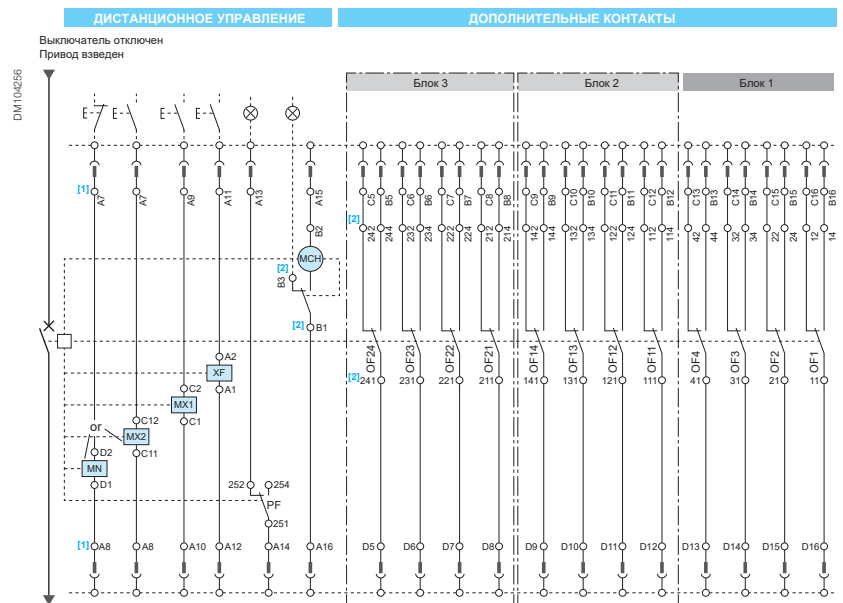 ДИСТАНЦИОННОЕ УПРАВЛЕНИЕ
ДОПОЛНИТЕЛЬНЫЕ КОНТАКТЫ
Выключатель отключен
Привод взведен
DM104256
Блок 3 Блок 2 Блок 1
[1] A7 A7 A9 A11 A13 A15 C5 B5 C6 B6 C7 B7 C8 B8 C9 B9 C10 B10 C11 B11 C12 B12 C13 B13 C14 B14 C15 B15 C16 B16
[2]
B2 242 244 232 234 222 224 212 214 142 144 132 134 122 124 112 114 42 44 32 34 22 24 12 14
MCH
[2]
B3
[2] B1
A2 OF24 OF23 OF22 OF21 OF14 OF13 OF12 OF11 OF4 OF3 OF2 OF1
XF
[2] 241 231 221 211 141 131 121 111 41 31 21 11
C2 A1
MX1
or C12 C1
MX2
D2 C11
MN
D1 252 254
PF
251
[1] A8 A8 A10 A12 A14 A16 D5 D6 D7 D8 D9 D10 D11 D12 D13 D14 D15 D16